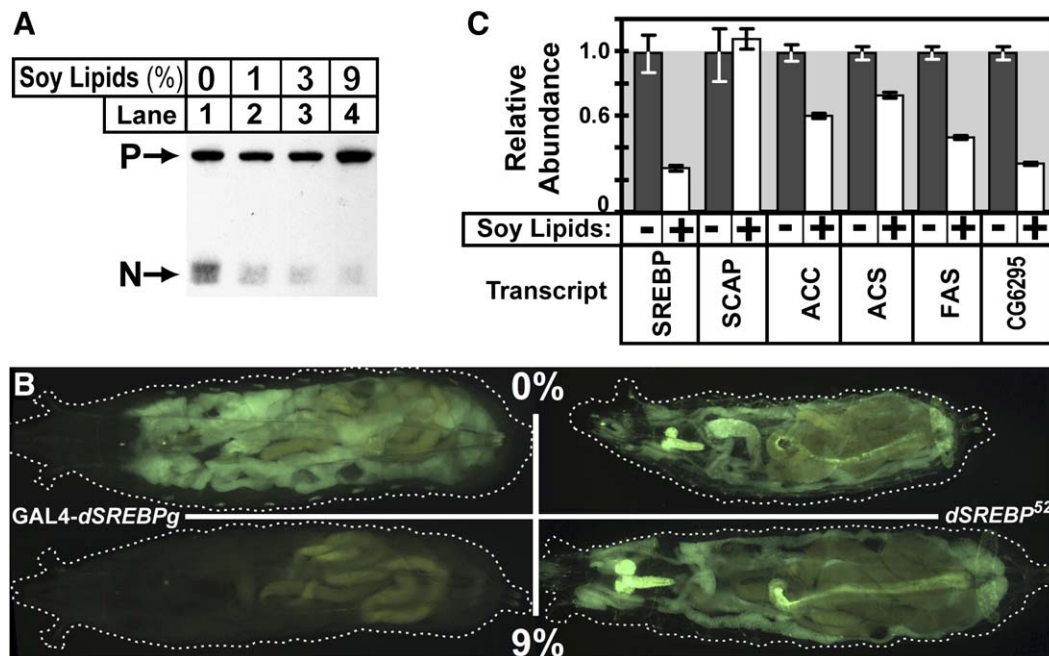 A
Soy Lipids (%) 0 1 3 9
Lane 1 2 3 4
P
N
C
Relative Abundance
1.0
0.6
0
Soy Lipids: - + - + - + - + - + - +
Transcript SREBP SCAP ACC ACS FAS CG6295
B
0%
GAL4-dSREBPg
dSREBP52
9%